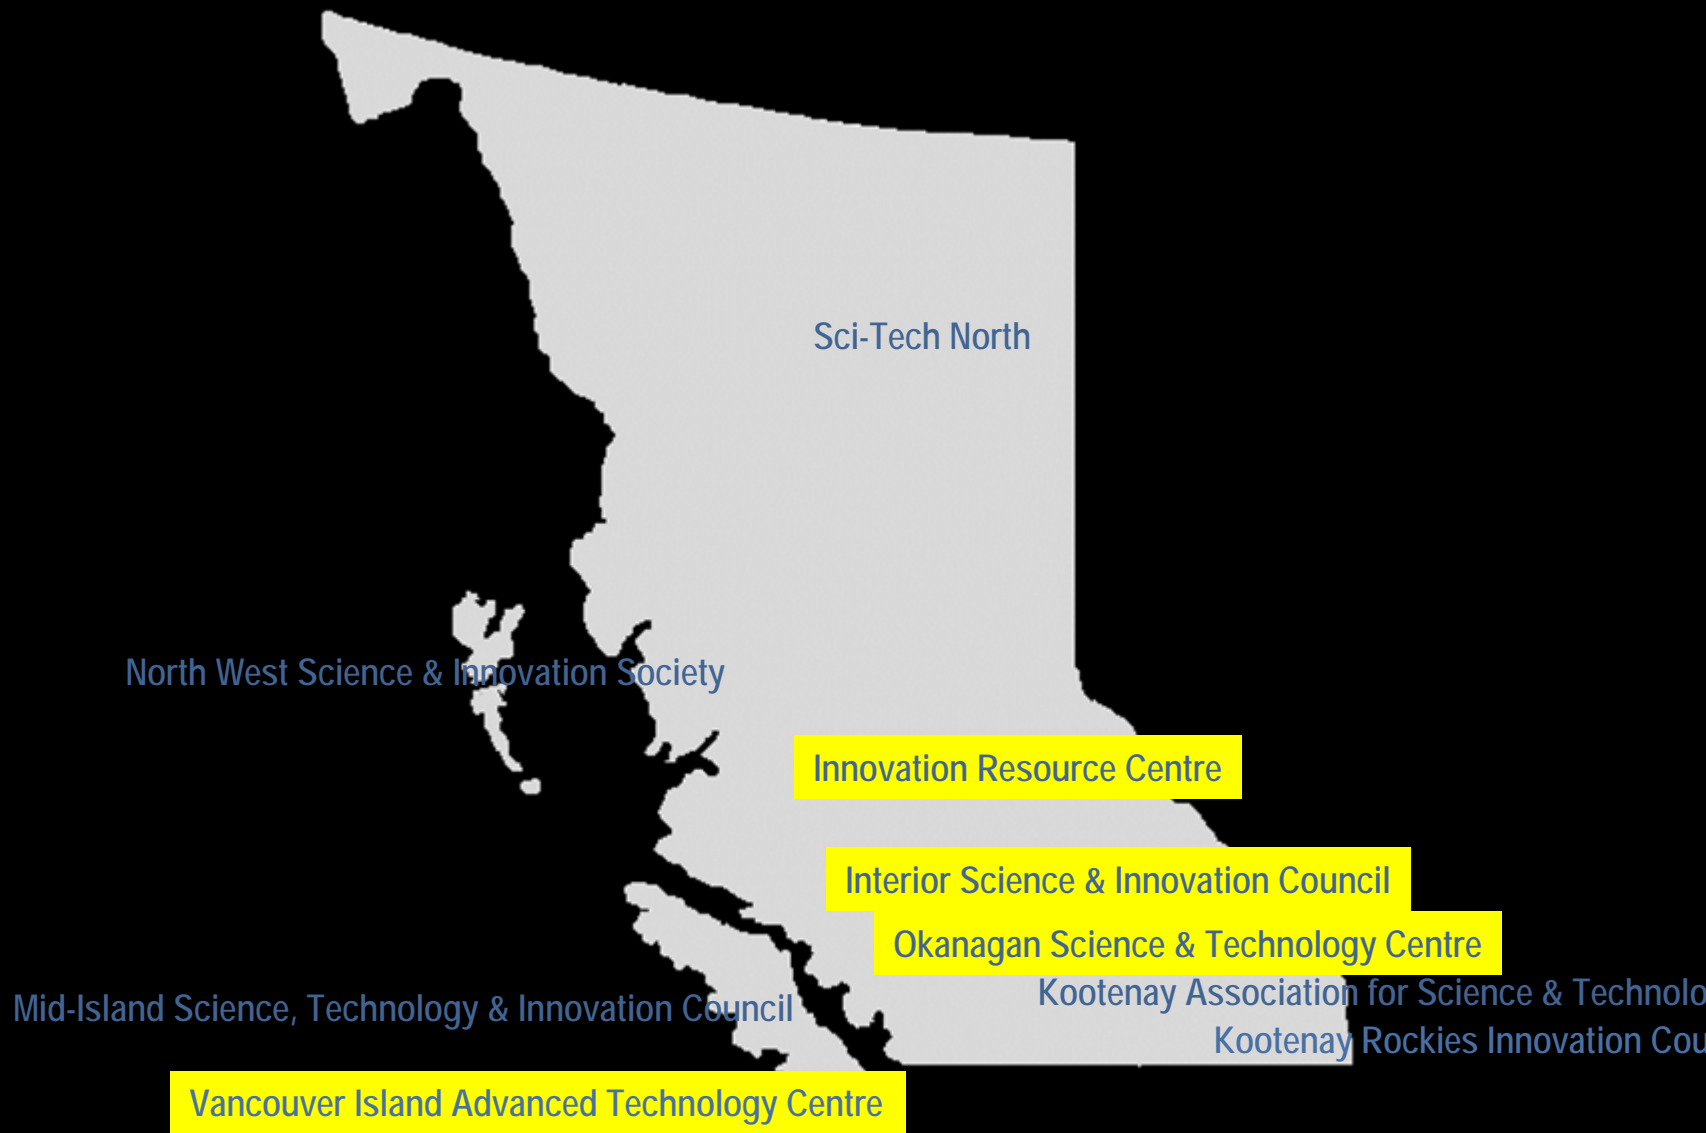 Sci-Tech North
North West Science & Innovation Society
Innovation Resource Centre
Interior Science & Innovation Council
Okanagan Science & Technology Centre
Kootenay Association for Science & Technolo
Mid-Island Science, Technology & Innovation Council
Kootenay Rockies Innovation Cou
Vancouver Island Advanced Technology Centre